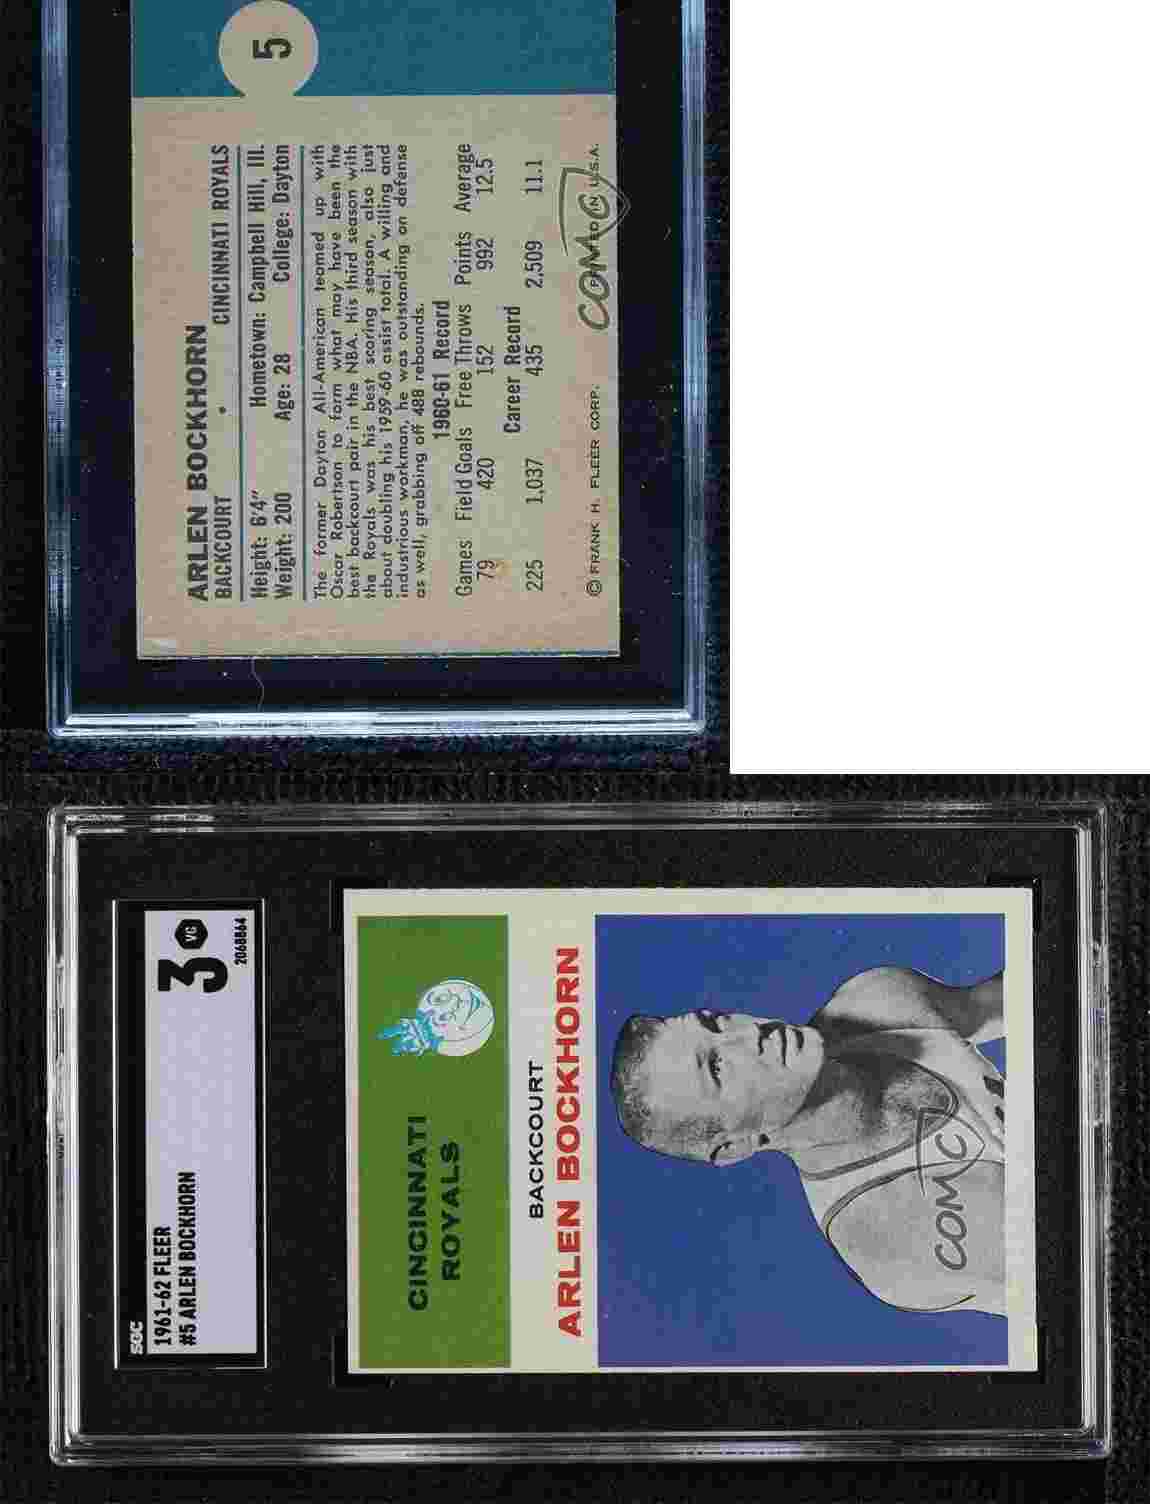 5
ARLEN BOCKHORN
BACKCOURT • CINCINNATI ROYALS
Height: 6'4" Hometown: Campbell Hill, Ill.
Weight: 200 Age: 28 College: Dayton
The former Dayton All-American teamed up with
Oscar Robertson to form what may have been the
best backcourt pair in the NBA. His third season with
the Royals was his best scoring season, also just
about doubling his 1959-60 assist total. A willing and
industrious workman, he was outstanding on defense
as well, grabbing off 488 rebounds.
1960-61 Record
Games Field Goals Free Throws Points Average
79 420 152 992 12.5
Career Record
225 1,037 435 2,509 11.1
© FRANK H. FLEER CORP. PRINTED IN U.S.A.
COMC
SGC
1961-62 FLEER
#5 ARLEN BOCKHORN
3
VG
2068864
CINCINNATI
ROYALS
BACKCOURT
ARLEN BOCKHORN
COMC